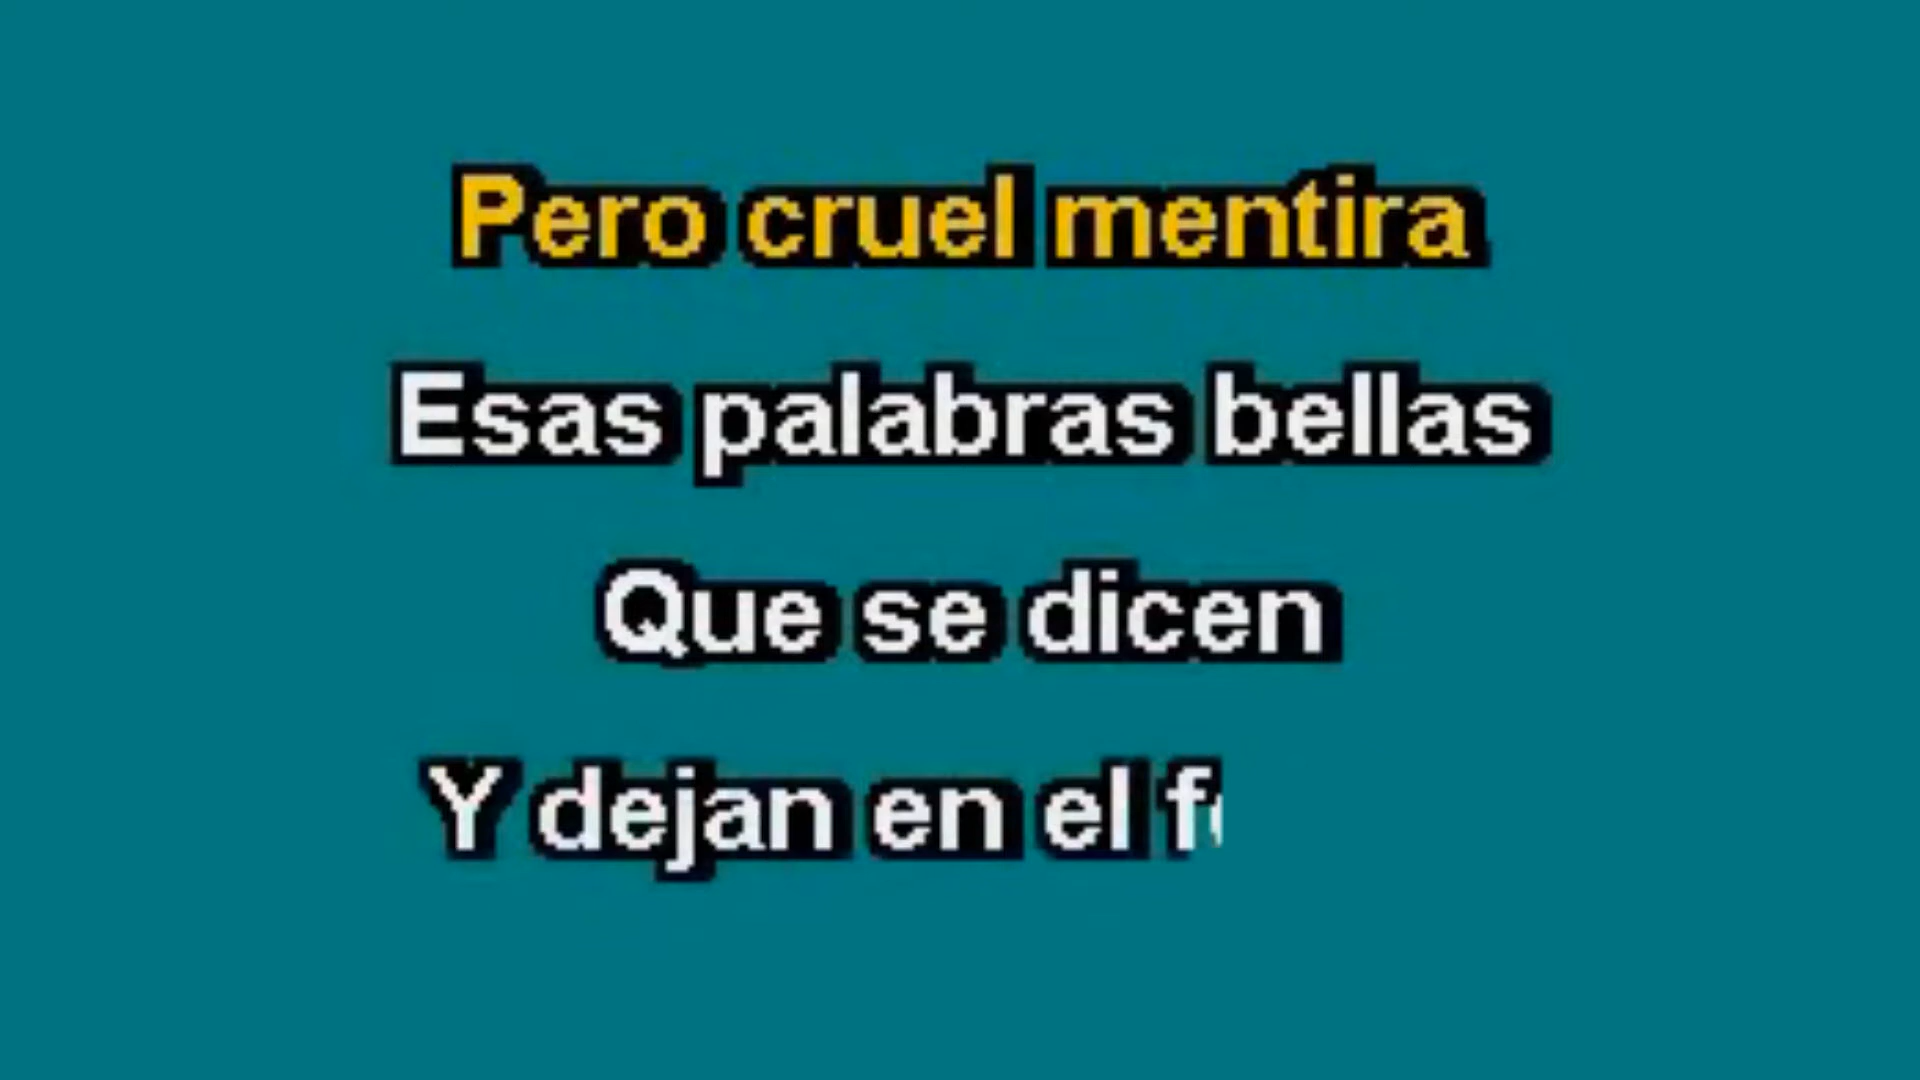 Pero cruel mentira
Esas palabras bellas
Que se dicen
Y dejan en el